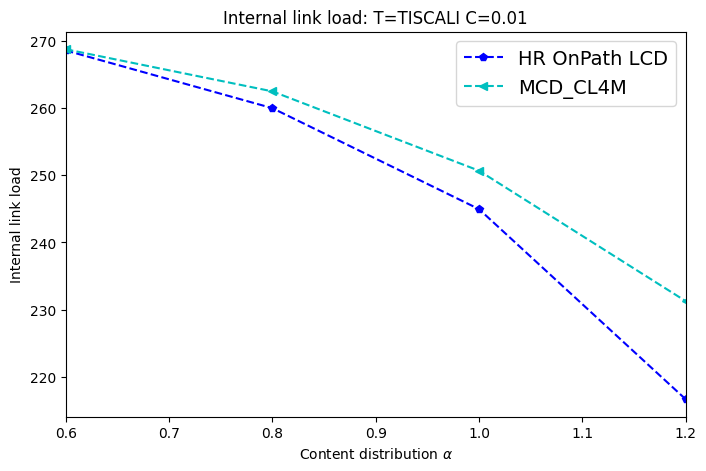 Internal link load: T=TISCALI C=0.01
270
260
250
240
230
220
Internal link load
HR OnPath LCD
MCD_CL4M
0.6 0.7 0.8 0.9 1.0 1.1 1.2
Content distribution α